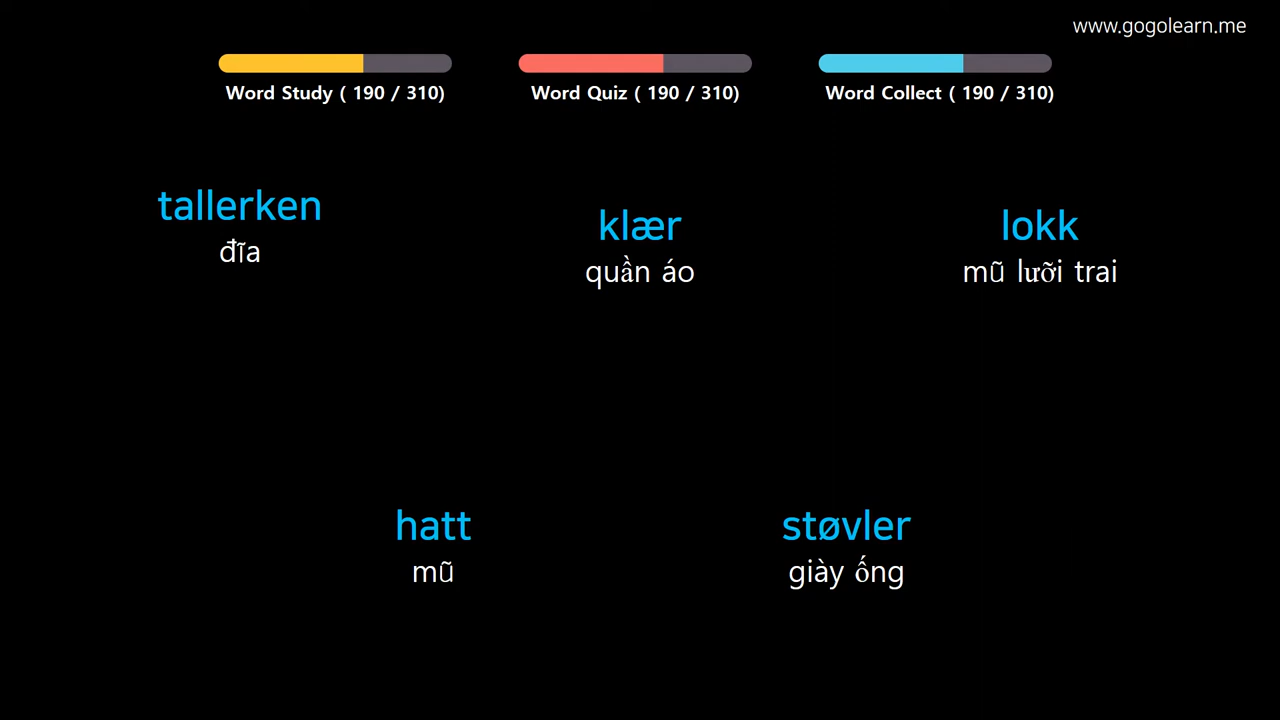 www.gogolearn.me
Word Study ( 190 / 310)
Word Quiz ( 190 / 310)
Word Collect ( 190 / 310)
tallerken
đĩa
klær
quần áo
lokk
mũ lưỡi trai
hatt
mũ
støvler
giày ống